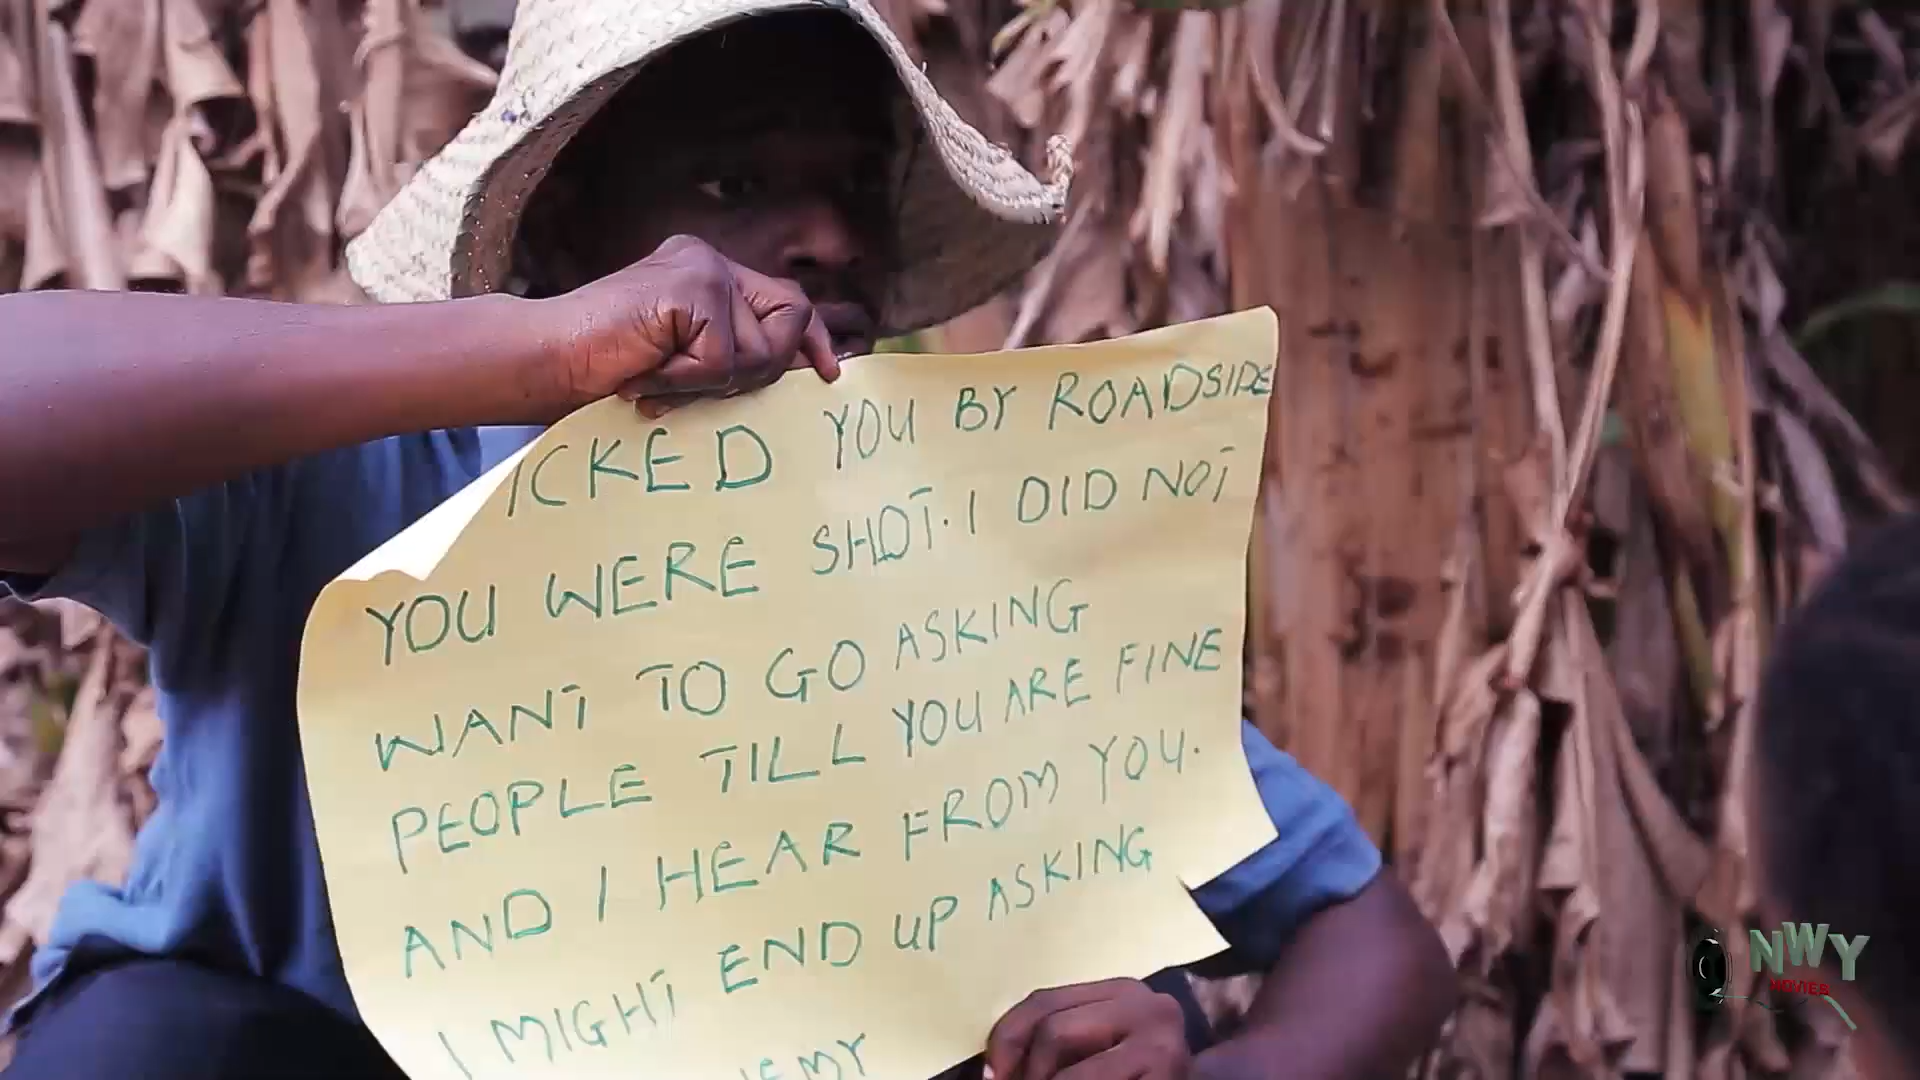 ICKED YOU BY ROADSIDE
YOU WERE SHOT. I DID NOT
WANT TO GO ASKING
PEOPLE TILL YOU ARE FINE
AND I HEAR FROM YOU.
I MIGHT END UP ASKING
NWY
MOVIES